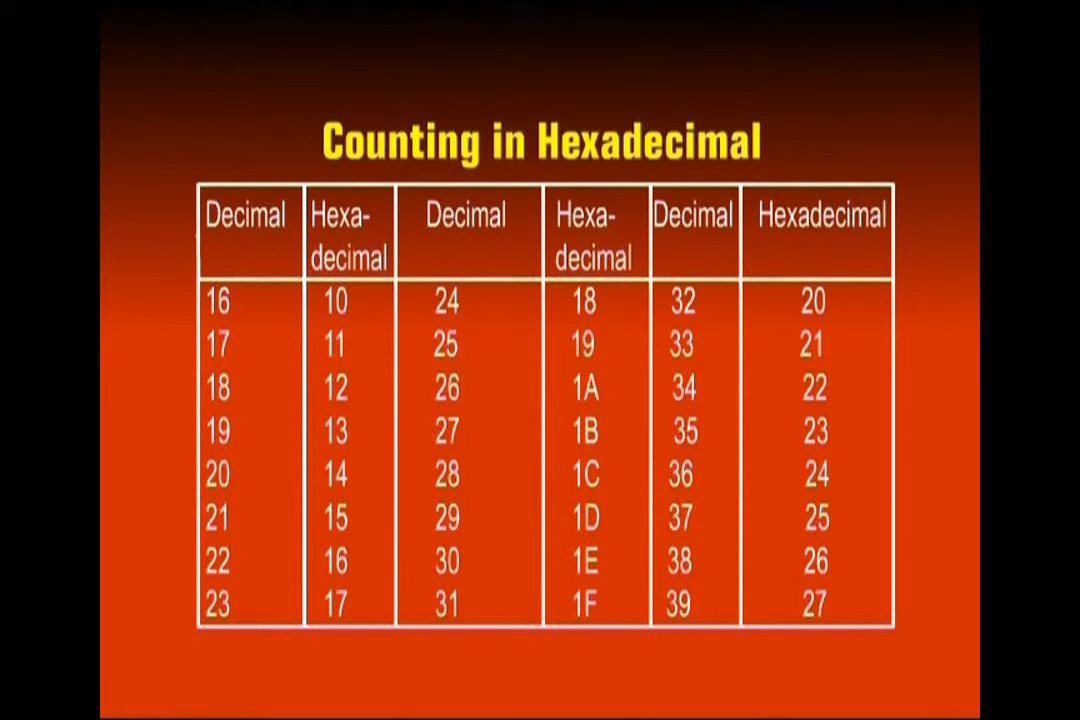 Counting in Hexadecimal
Decimal Hexa- Decimal Hexa- Decimal Hexadecimal
decimal decimal
16 10 24 18 32 20
17 11 25 19 33 21
18 12 26 1A 34 22
19 13 27 1B 35 23
20 14 28 1C 36 24
21 15 29 1D 37 25
22 16 30 1E 38 26
23 17 31 1F 39 27